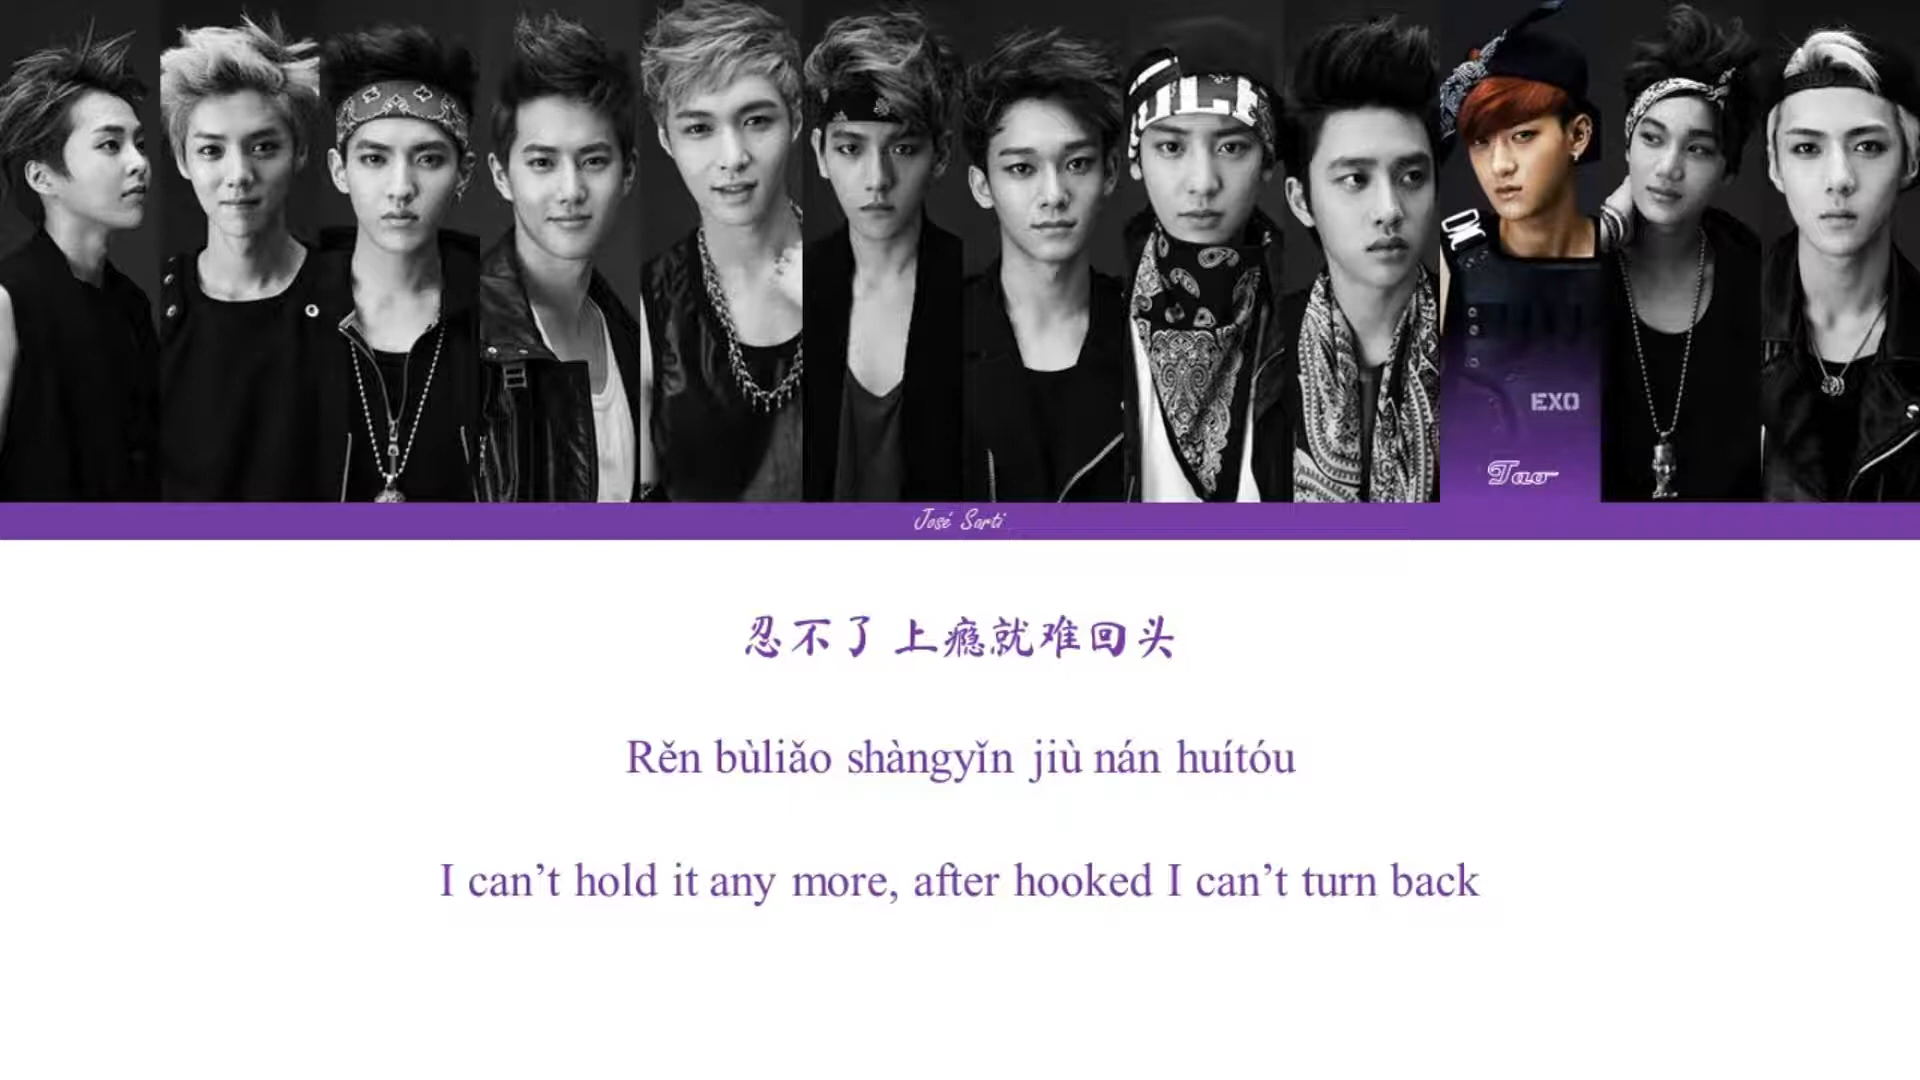 ULI
EXO
Tao
José Sarti
忍不了 上瘾就难回头
Rěn bùliǎo shàngyǐn jiù nán huítóu
I can’t hold it any more, after hooked I can’t turn back